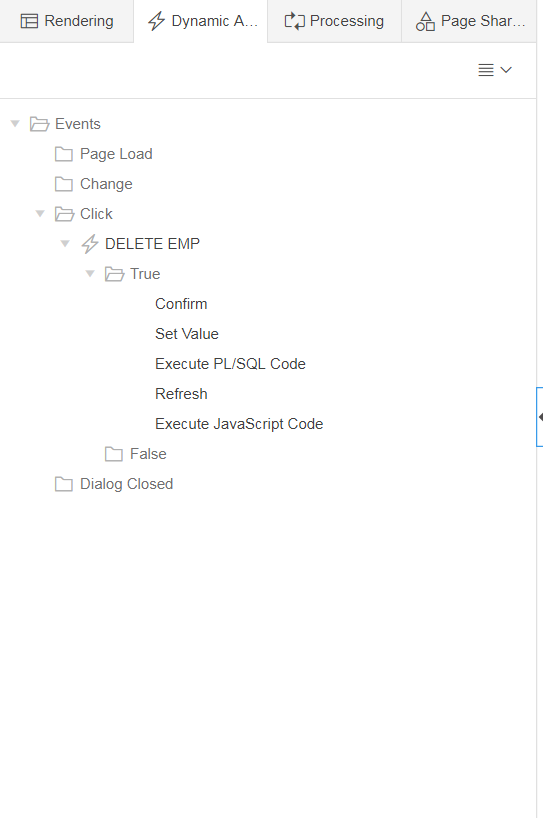 Rendering Dynamic A... Processing Page Shar...
Events
Page Load
Change
Click
DELETE EMP
True
Confirm
Set Value
Execute PL/SQL Code
Refresh
Execute JavaScript Code
False
Dialog Closed